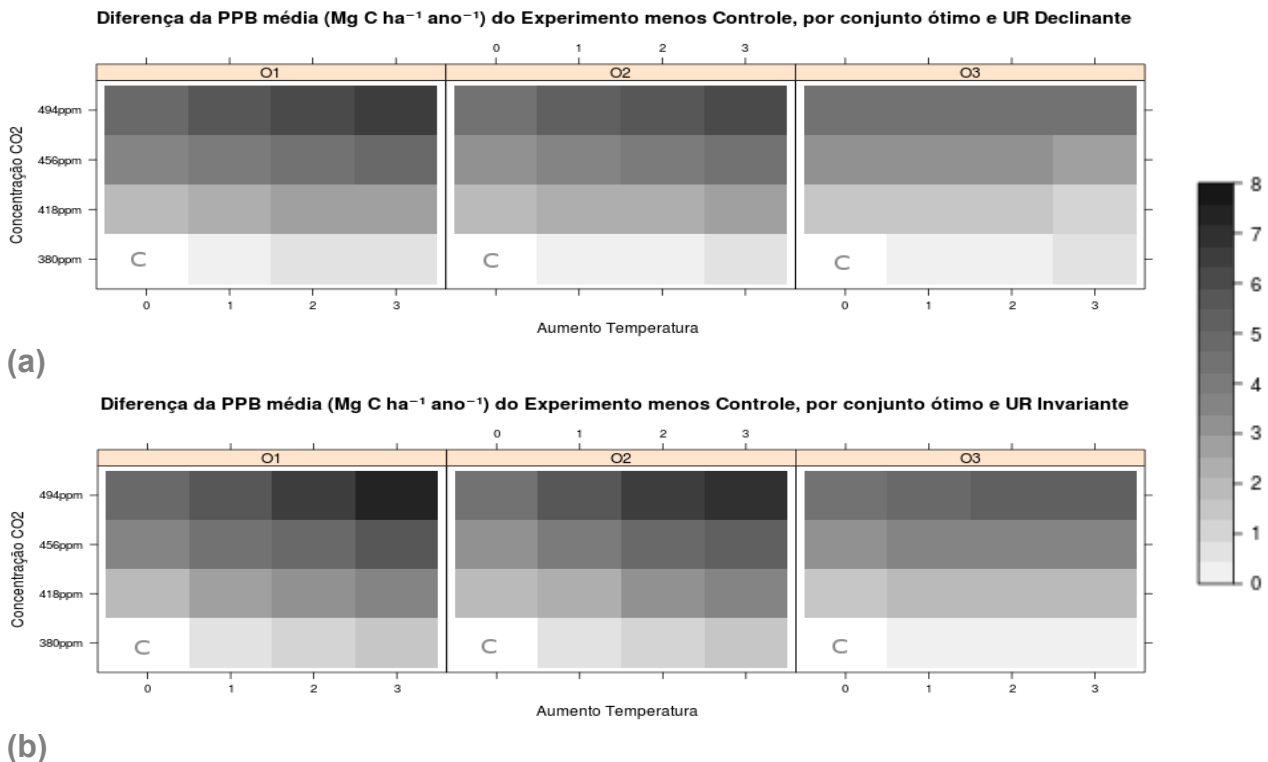 Diferença da PPB média (Mg C ha⁻¹ ano⁻¹) do Experimento menos Controle, por conjunto ótimo e UR Declinante
0 1 2 3
O1 O2 O3
Concentração CO2
494ppm
456ppm
418ppm
380ppm
C C C
0 1 2 3 0 1 2 3
Aumento Temperatura
(a)
8
7
6
5
4
3
2
1
0
Diferença da PPB média (Mg C ha⁻¹ ano⁻¹) do Experimento menos Controle, por conjunto ótimo e UR Invariante
0 1 2 3
O1 O2 O3
Concentração CO2
494ppm
456ppm
418ppm
380ppm
C C C
0 1 2 3 0 1 2 3
Aumento Temperatura
(b)